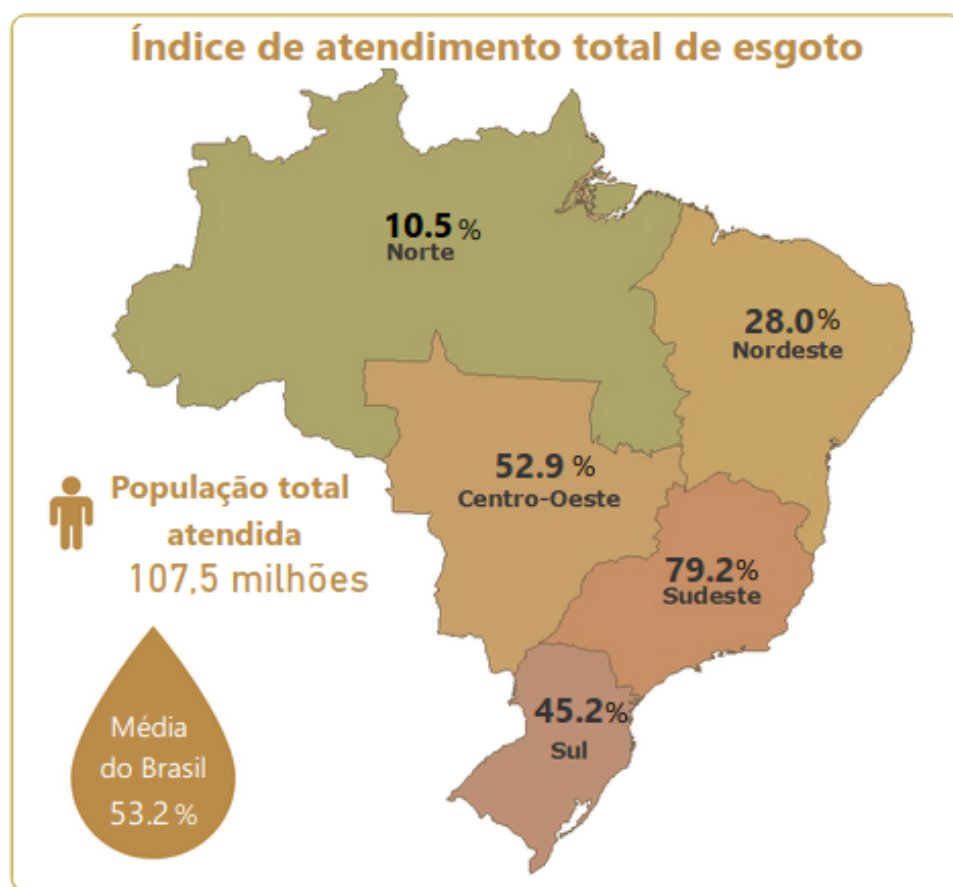 Índice de atendimento total de esgoto
10.5 %
Norte
28.0 %
Nordeste
52.9 %
Centro-Oeste
População total
atendida
107,5 milhões
79.2%
Sudeste
45.2%
Sul
Média
do Brasil
53.2 %